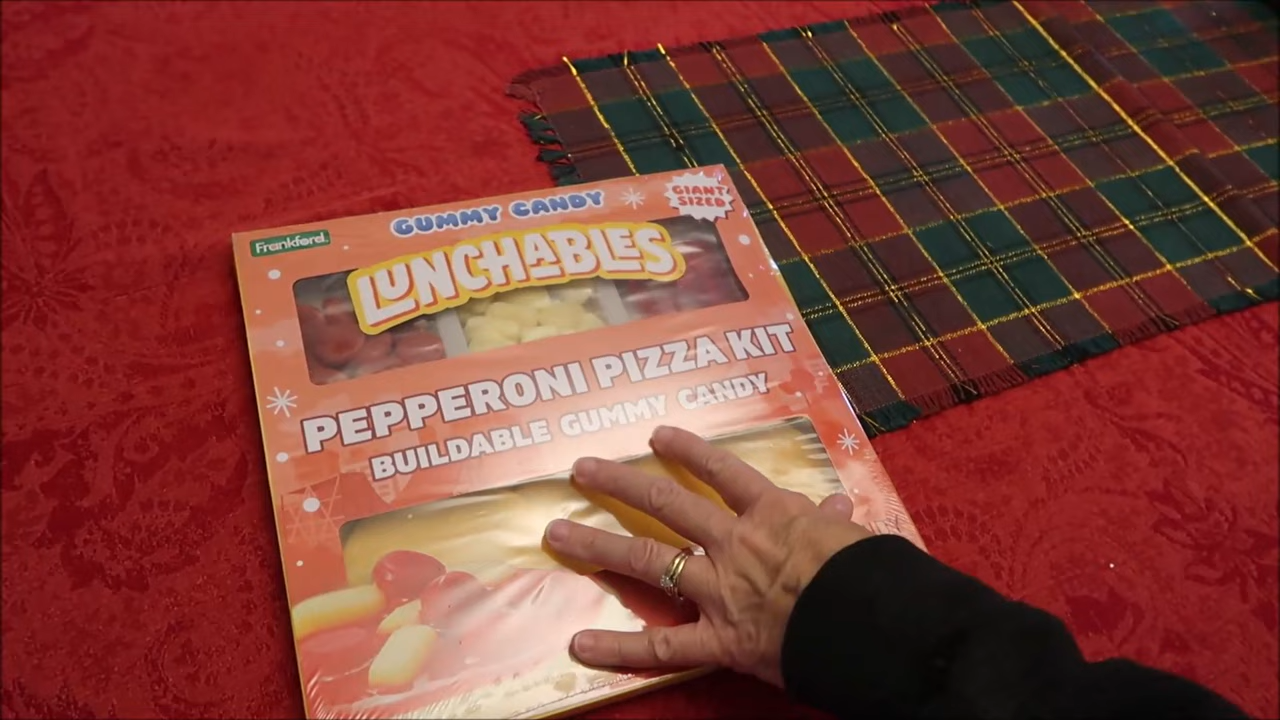 Frankford.
GUMMY CANDY
GIANT
SIZED
LUNCHABLES
PEPPERONI PIZZA KIT
BUILDABLE GUMMY CANDY